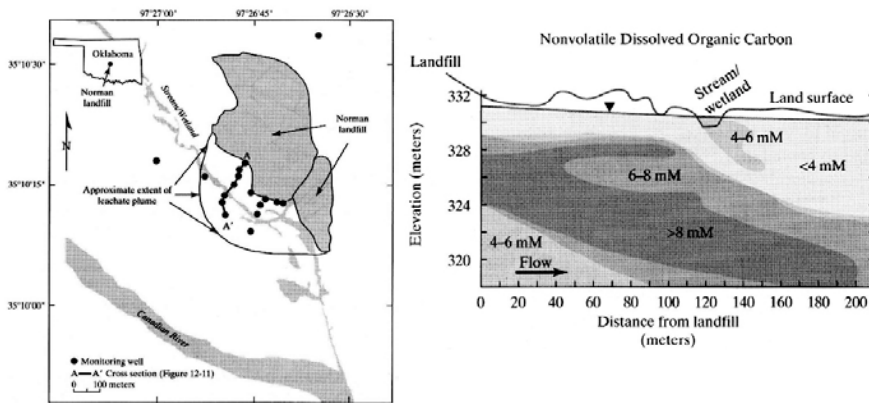 97°27'00"
97°26'45"
97°26'30"
35°10'30"
35°10'15"
35°10'00"
Oklahoma
Norman
landfill
N
Stream/Wetland
Norman
landfill
A
Approximate extent of
leachate plume
A'
Canadian River
Monitoring well
A—A' Cross section (Figure 12-11)
0 100 meters
Nonvolatile Dissolved Organic Carbon
Landfill
Stream/
wetland
Land surface
Elevation (meters)
332
328
324
320
4–6 mM
<4 mM
6–8 mM
>8 mM
4–6 mM
Flow
0 20 40 60 80 100 120 140 160 180 200
Distance from landfill
(meters)